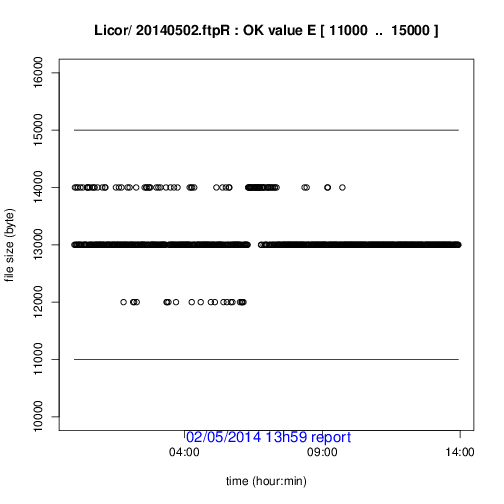 Licor/ 20140502.ftpR : OK value E [ 11000 .. 15000 ]
file size (byte)
16000
15000
14000
13000
12000
11000
10000
02/05/2014 13h59 report
04:00 09:00 14:00
time (hour:min)